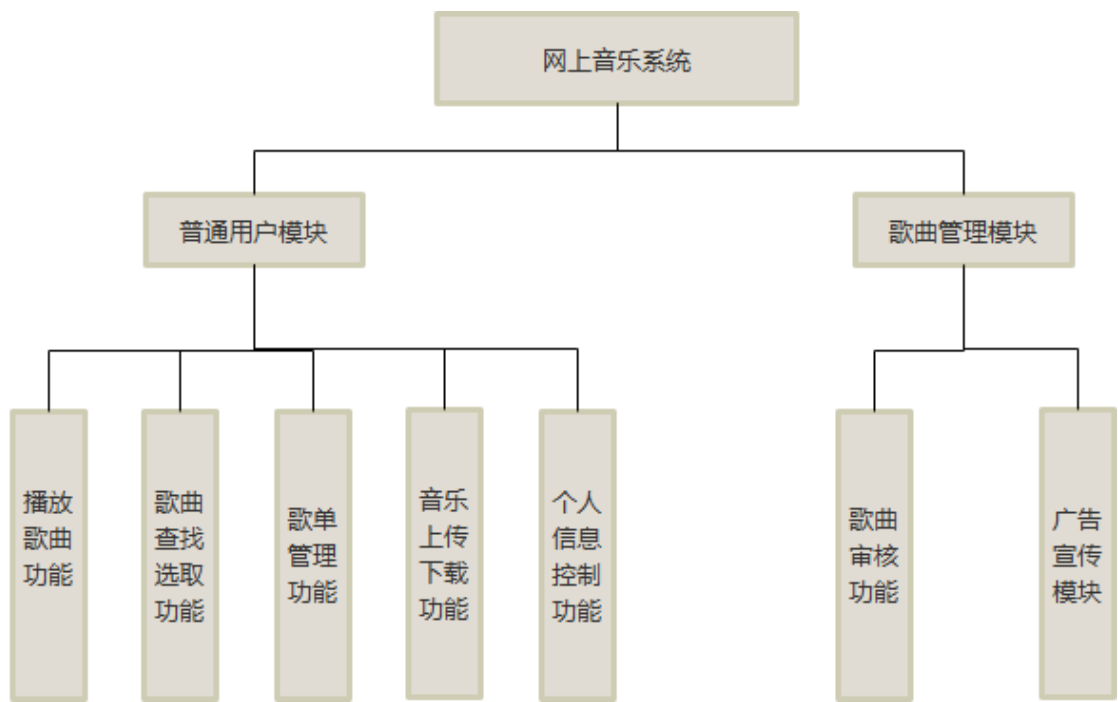 网上音乐系统
普通用户模块
歌曲管理模块
播放
歌曲
功能
歌曲
查找
选取
功能
歌单
管理
功能
音乐
上传
下载
功能
个人
信息
控制
功能
歌曲
审核
功能
广告
宣传
模块